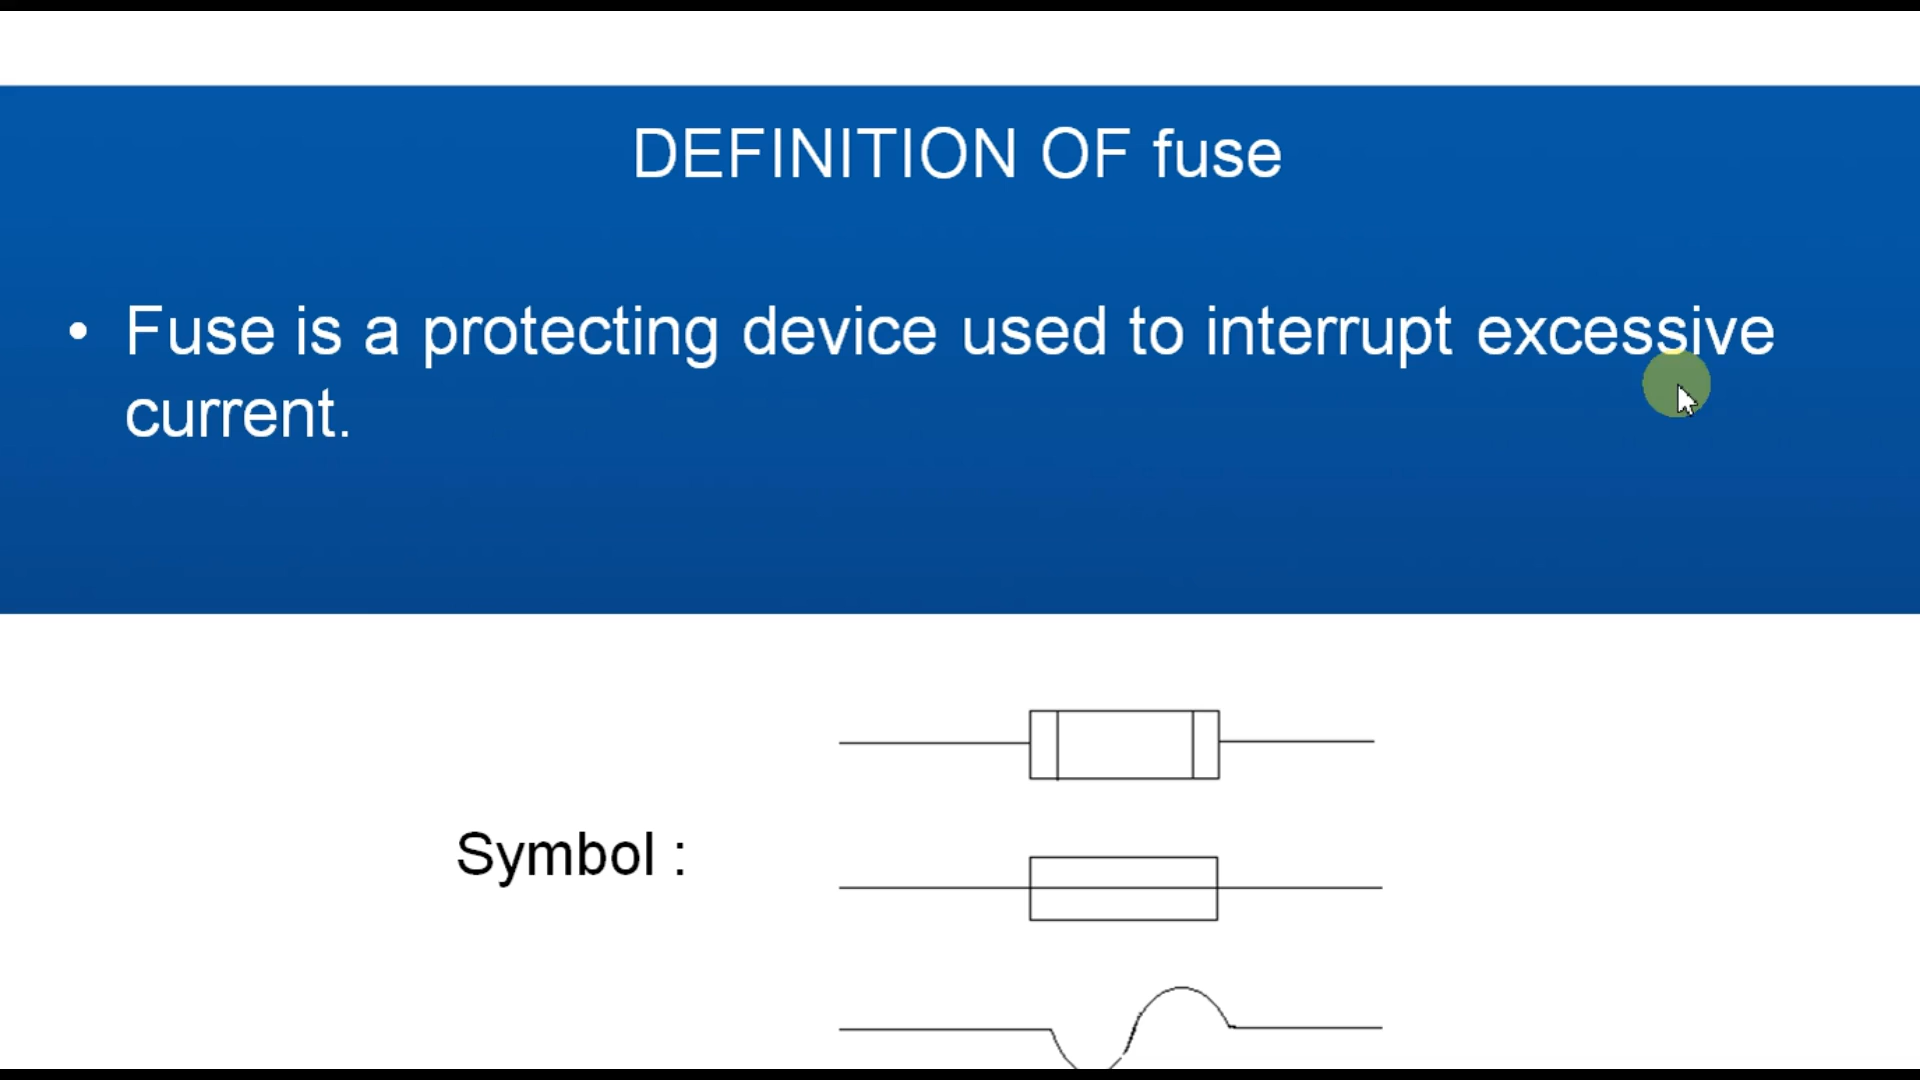 DEFINITION OF fuse
• Fuse is a protecting device used to interrupt excessive
current.
Symbol :